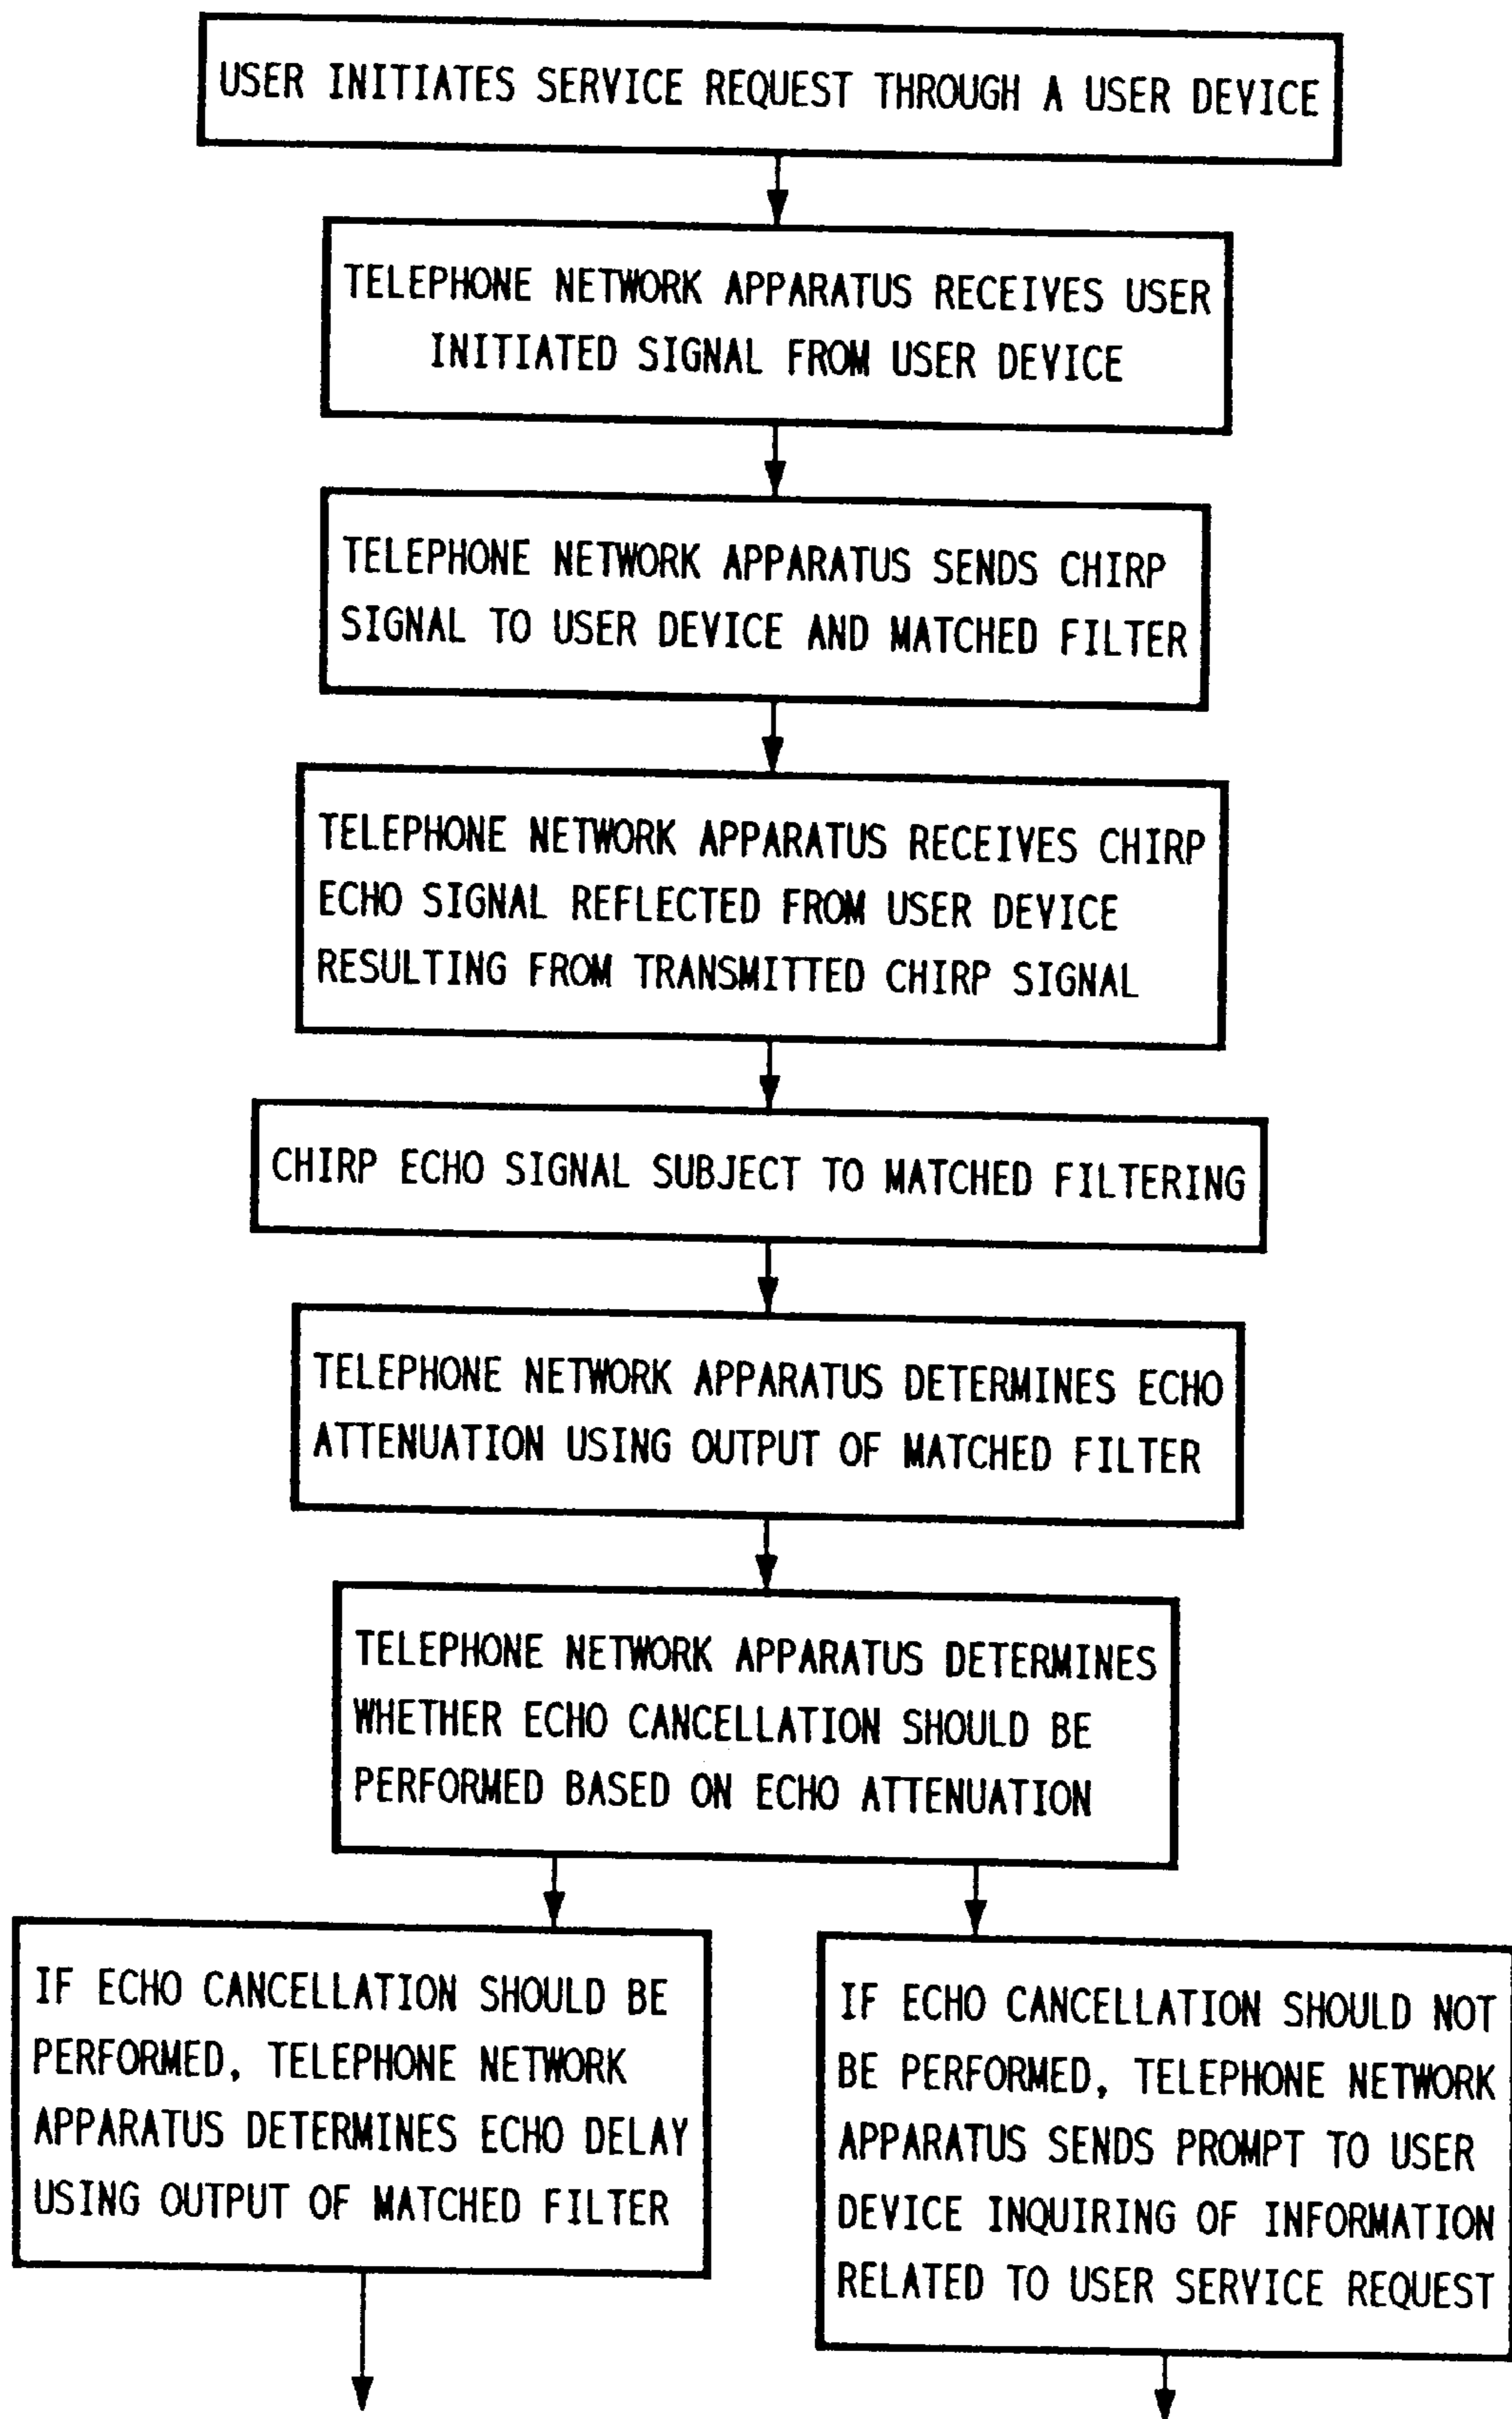 USER INITIATES SERVICE REQUEST THROUGH A USER DEVICE
TELEPHONE NETWORK APPARATUS RECEIVES USER
INITIATED SIGNAL FROM USER DEVICE
TELEPHONE NETWORK APPARATUS SENDS CHIRP
SIGNAL TO USER DEVICE AND MATCHED FILTER
TELEPHONE NETWORK APPARATUS RECEIVES CHIRP
ECHO SIGNAL REFLECTED FROM USER DEVICE
RESULTING FROM TRANSMITTED CHIRP SIGNAL
CHIRP ECHO SIGNAL SUBJECT TO MATCHED FILTERING
TELEPHONE NETWORK APPARATUS DETERMINES ECHO
ATTENUATION USING OUTPUT OF MATCHED FILTER
TELEPHONE NETWORK APPARATUS DETERMINES
WHETHER ECHO CANCELLATION SHOULD BE
PERFORMED BASED ON ECHO ATTENUATION
IF ECHO CANCELLATION SHOULD BE
PERFORMED, TELEPHONE NETWORK
APPARATUS DETERMINES ECHO DELAY
USING OUTPUT OF MATCHED FILTER
IF ECHO CANCELLATION SHOULD NOT
BE PERFORMED, TELEPHONE NETWORK
APPARATUS SENDS PROMPT TO USER
DEVICE INQUIRING OF INFORMATION
RELATED TO USER SERVICE REQUEST